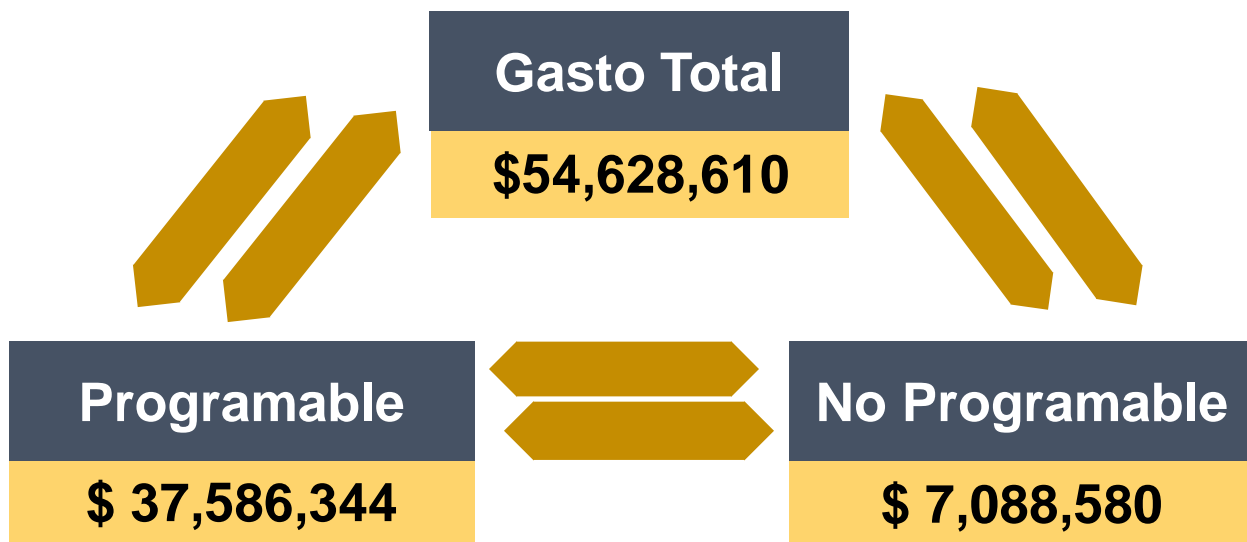 Gasto Total
$54,628,610
Programable
$ 37,586,344
No Programable
$ 7,088,580